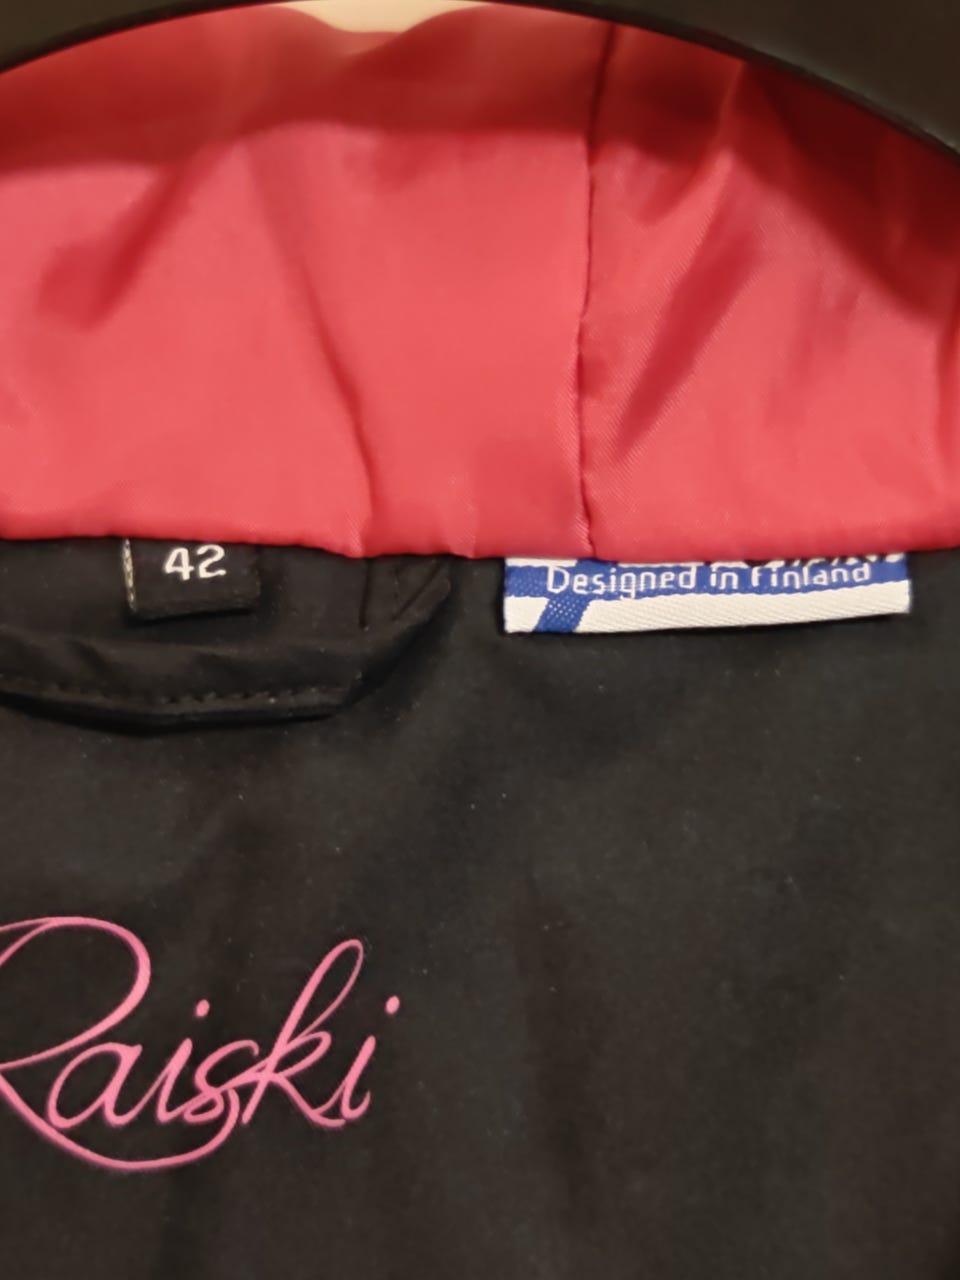 42
Designed in Finland
Raiski